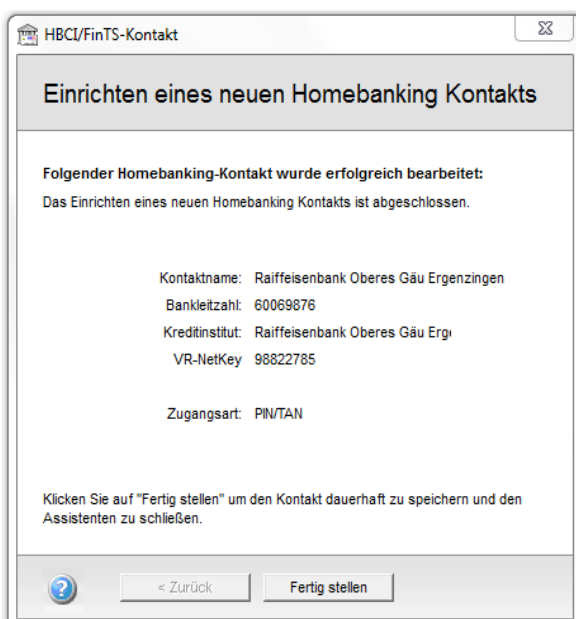 HBCI/FinTS-Kontakt
Einrichten eines neuen Homebanking Kontakts
Folgender Homebanking-Kontakt wurde erfolgreich bearbeitet:
Das Einrichten eines neuen Homebanking Kontakts ist abgeschlossen.
Kontaktname: Raiffeisenbank Oberes Gäu Ergenzingen
Bankleitzahl: 60069876
Kreditinstitut: Raiffeisenbank Oberes Gäu
VR-NetKey 98822785
Zugangsart: PIN/TAN
Klicken Sie auf "Fertig stellen" um den Kontakt dauerhaft zu speichern und den
Assistenten zu schließen.
< Zurück Fertig stellen